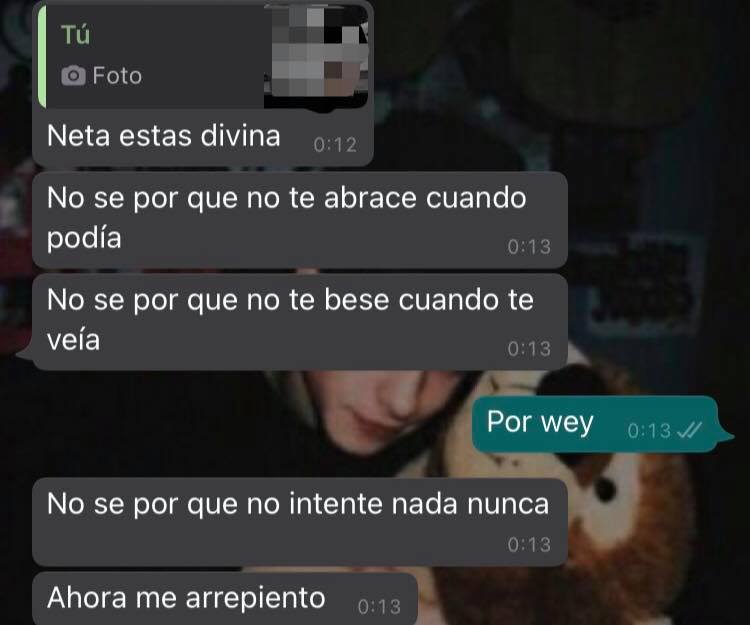 Tú
Foto
Neta estas divina 0:12
No se por que no te abrace cuando
podía 0:13
No se por que no te bese cuando te
veía 0:13
Por wey 0:13
No se por que no intente nada nunca
0:13
Ahora me arrepiento 0:13